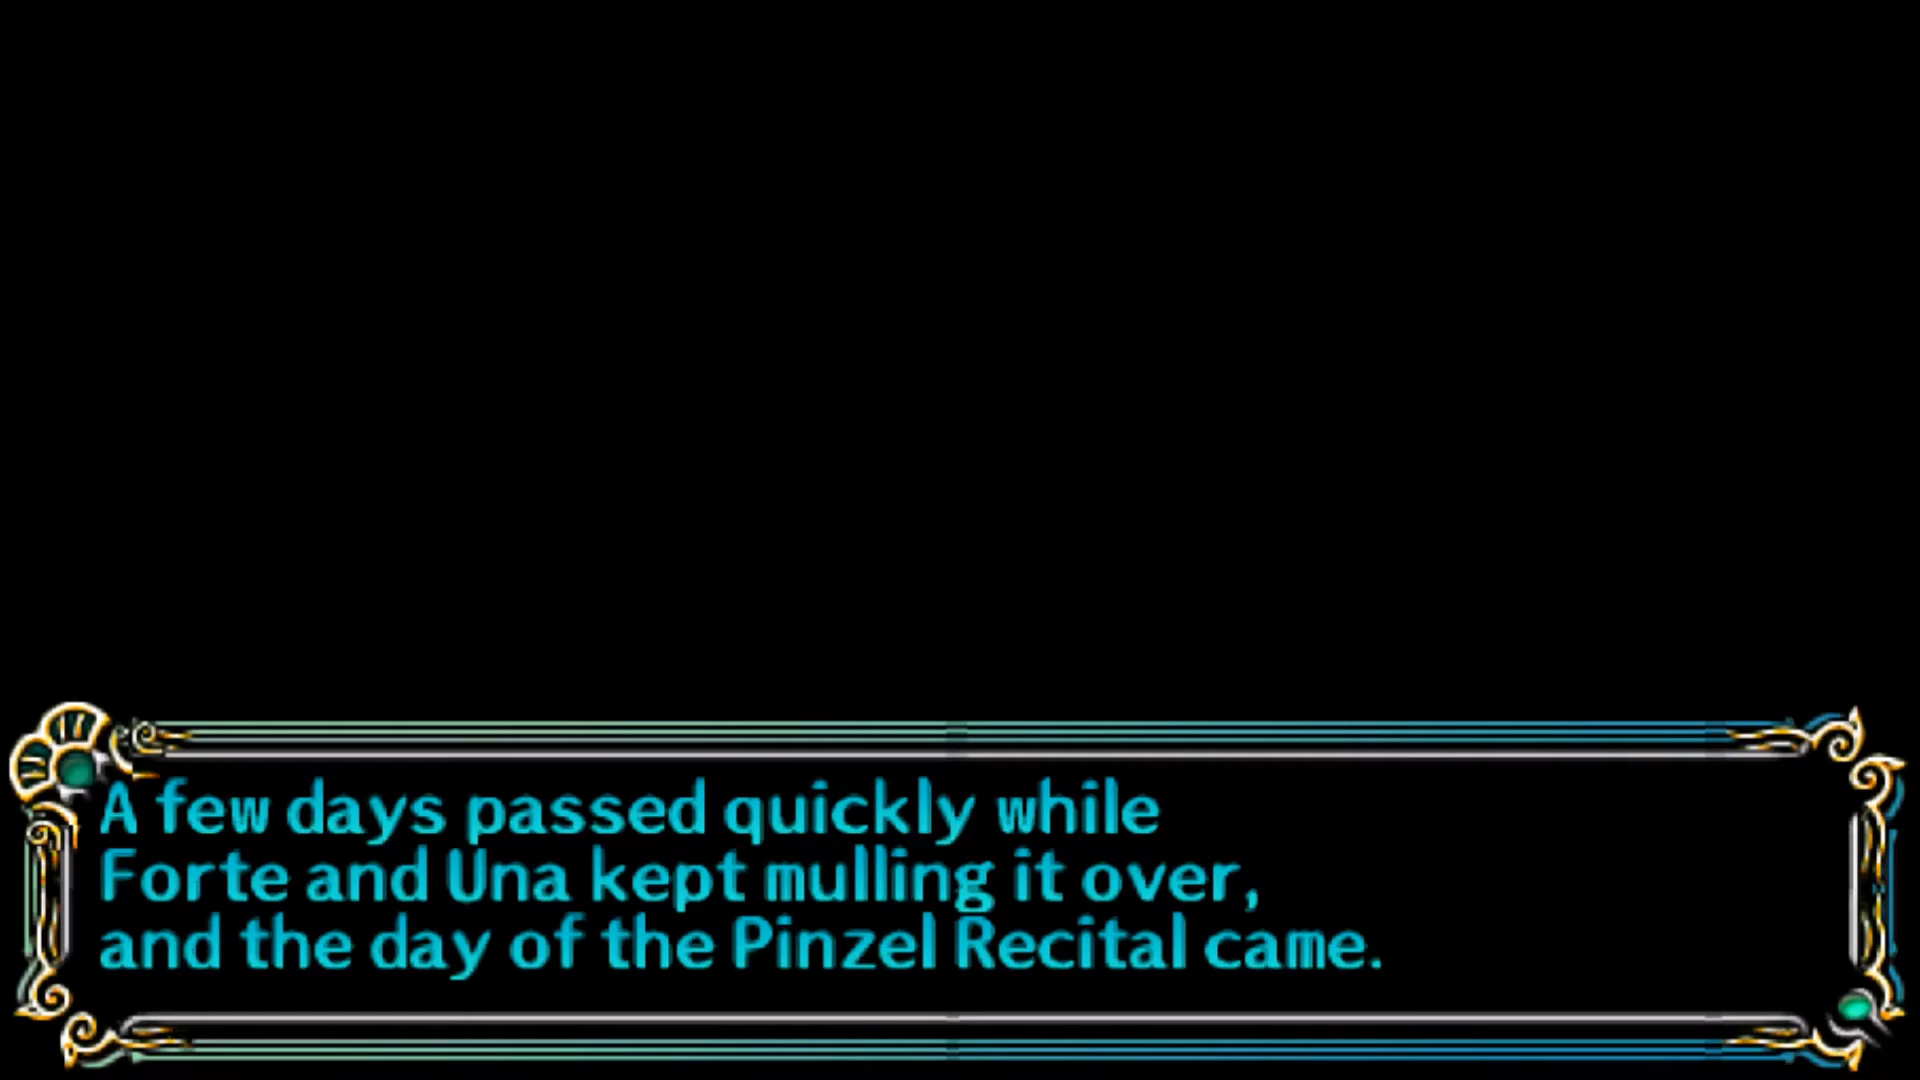 A few days passed quickly while
Forte and Una kept mulling it over,
and the day of the Pinzel Recital came.